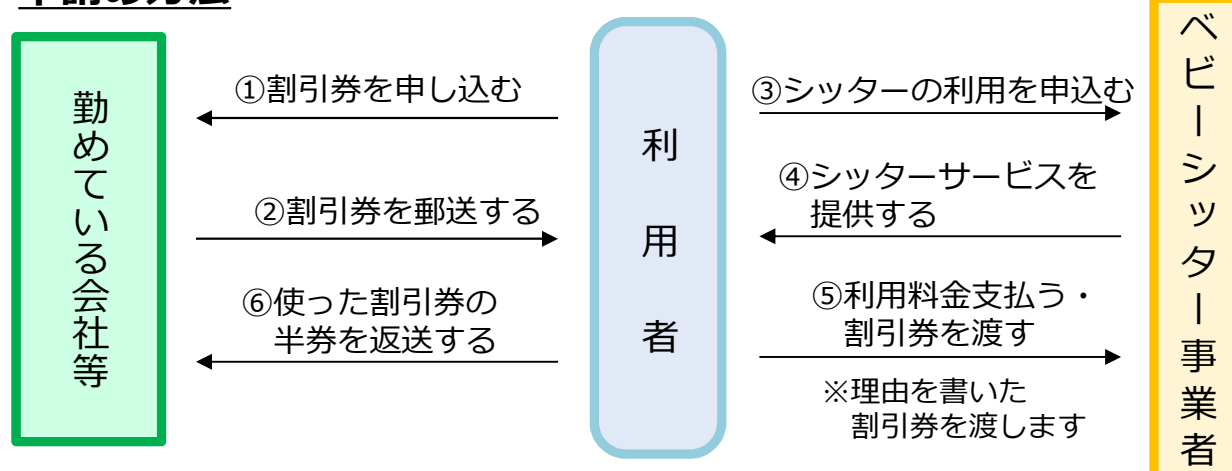 申請の方法
勤めている会社等
①割引券を申し込む
②割引券を郵送する
⑥使った割引券の
半券を返送する
利用者
③シッターの利用を申込む
④シッターサービスを
提供する
⑤利用料金支払う・
割引券を渡す
※理由を書いた
割引券を渡します
ベビーシッター事業者